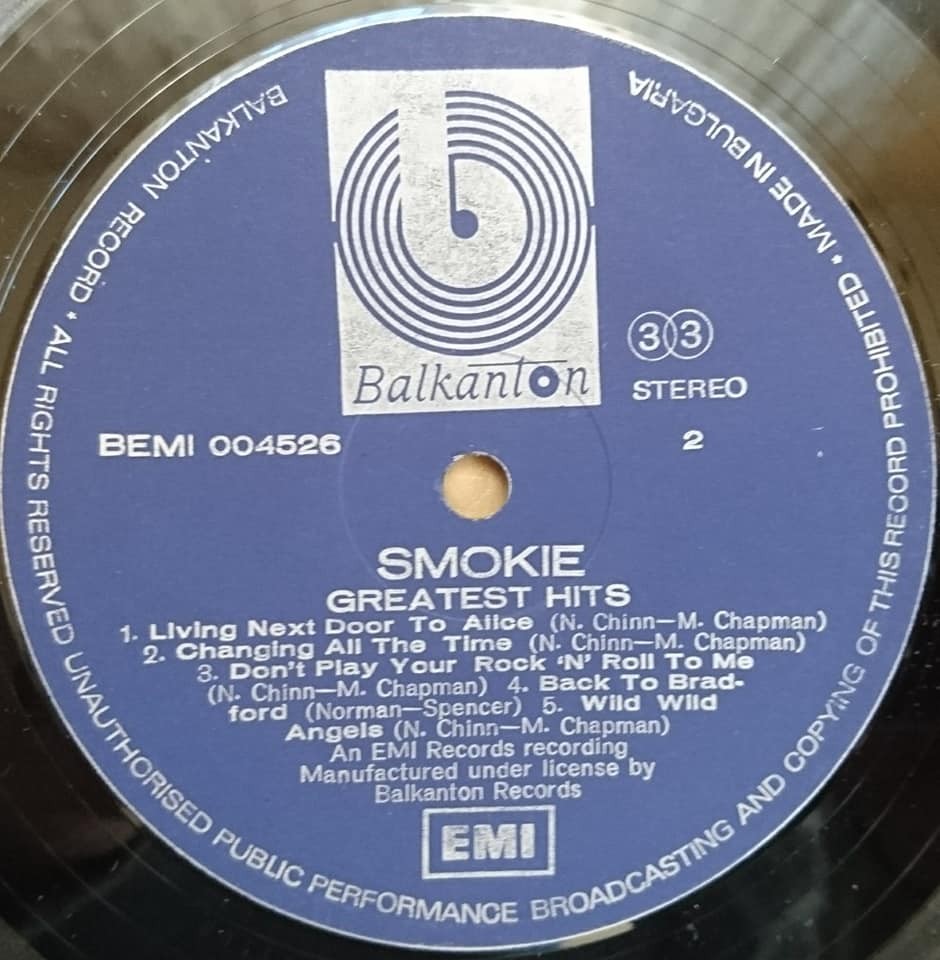 BALKANTON RECORD • ALL RIGHTS RESERVED UNAUTHORISED PUBLIC PERFORMANCE BROADCASTING AND COPYING OF THIS RECORD PROHIBITED • MADE IN BULGARIA
b
Balkanton
33
STEREO
BEMI 004526
2
SMOKIE
GREATEST HITS
1. Living Next Door To Alice (N. Chinn—M. Chapman)
2. Changing All The Time (N. Chinn—M. Chapman)
3. Don't Play Your Rock 'N' Roll To Me
(N. Chinn—M. Chapman) 4. Back To Brad-
ford (Norman—Spencer) 5. Wild Wild
Angels (N. Chinn—M. Chapman)
An EMI Records recording
Manufactured under license by
Balkanton Records
EMI